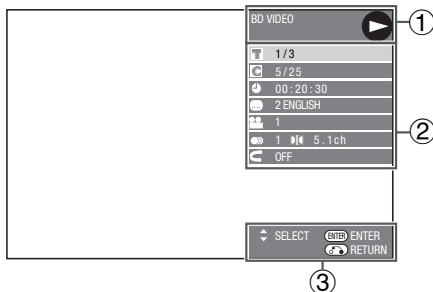 BD VIDEO
①
T 1/3
C 5/25
00:20:30
2 ENGLISH
②
1
1 5.1ch
OFF
SELECT ENTER ENTER
RETURN
③